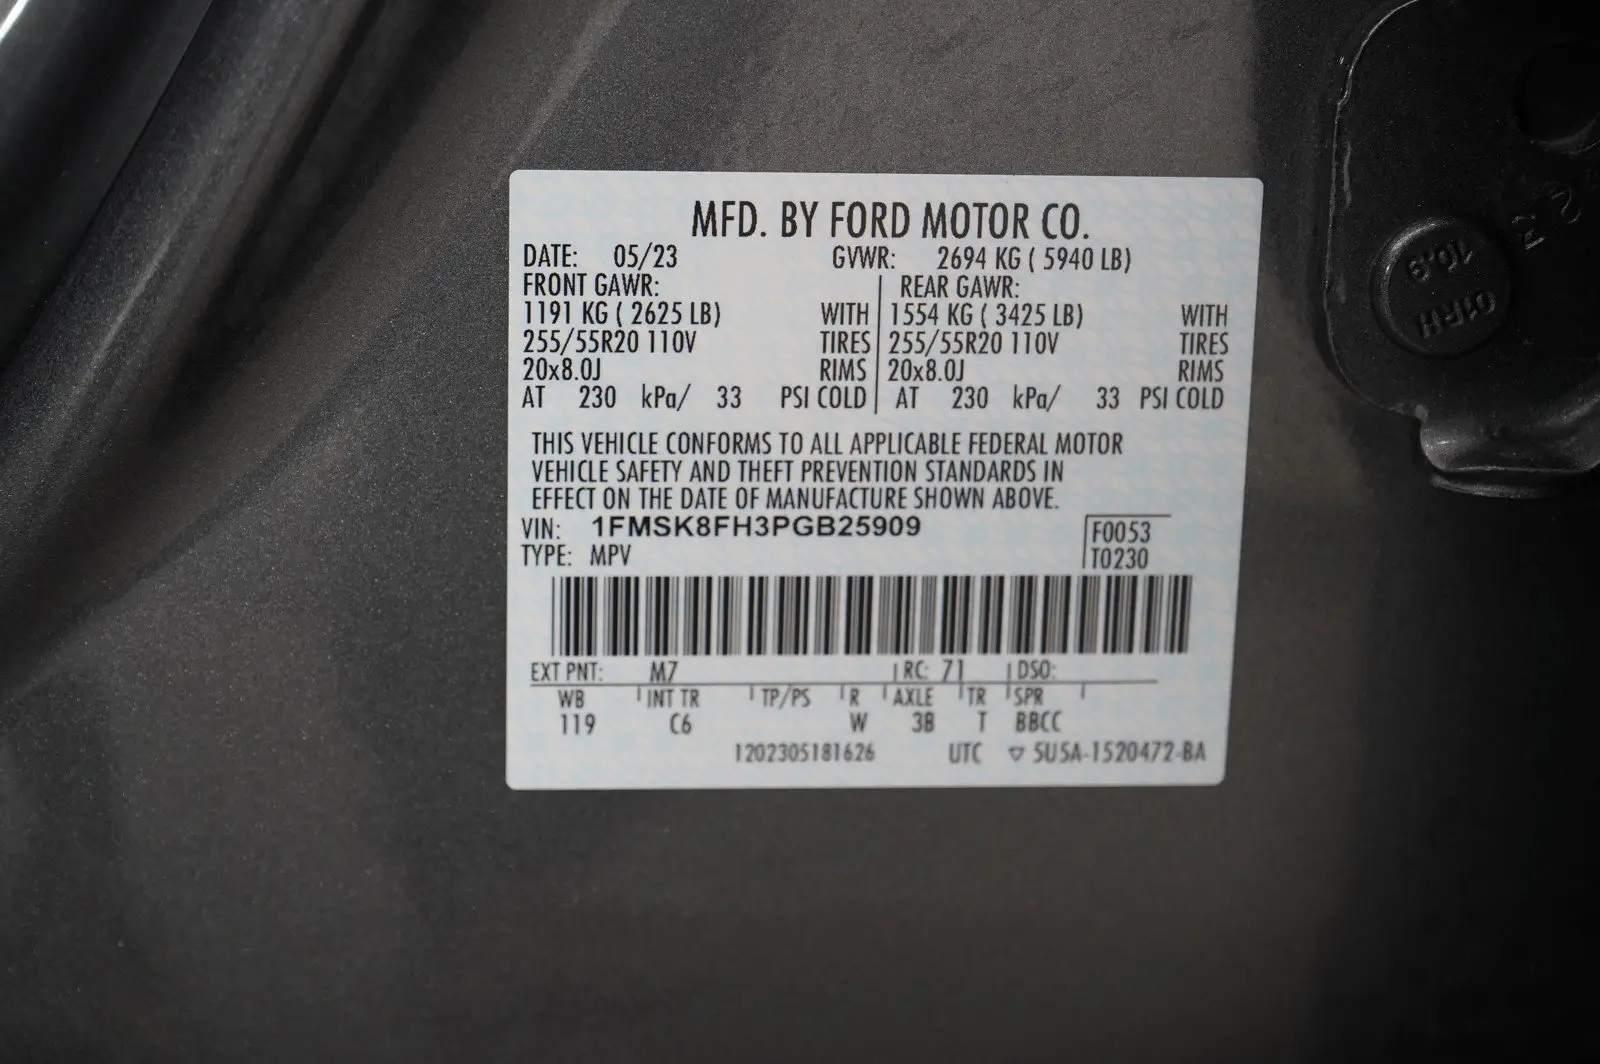 MFD. BY FORD MOTOR CO.
DATE: 05/23 GVWR: 2694 KG ( 5940 LB)
FRONT GAWR: REAR GAWR:
1191 KG ( 2625 LB) WITH 1554 KG ( 3425 LB) WITH
255/55R20 110V TIRES 255/55R20 110V TIRES
20x8.0J RIMS 20x8.0J RIMS
AT 230 kPa/ 33 PSI COLD AT 230 kPa/ 33 PSI COLD
THIS VEHICLE CONFORMS TO ALL APPLICABLE FEDERAL MOTOR
VEHICLE SAFETY AND THEFT PREVENTION STANDARDS IN
EFFECT ON THE DATE OF MANUFACTURE SHOWN ABOVE.
VIN: 1FMSK8FH3PGB25909 F0053
TYPE: MPV T0230
EXT PNT: M7 RC: 71 DSO:
WB INT TR TP/PS R AXLE TR SPR
119 C6 W 3B T BBCC
1202305181626 UTC ▽ 5U5A-1520472-BA
10.9
01RH